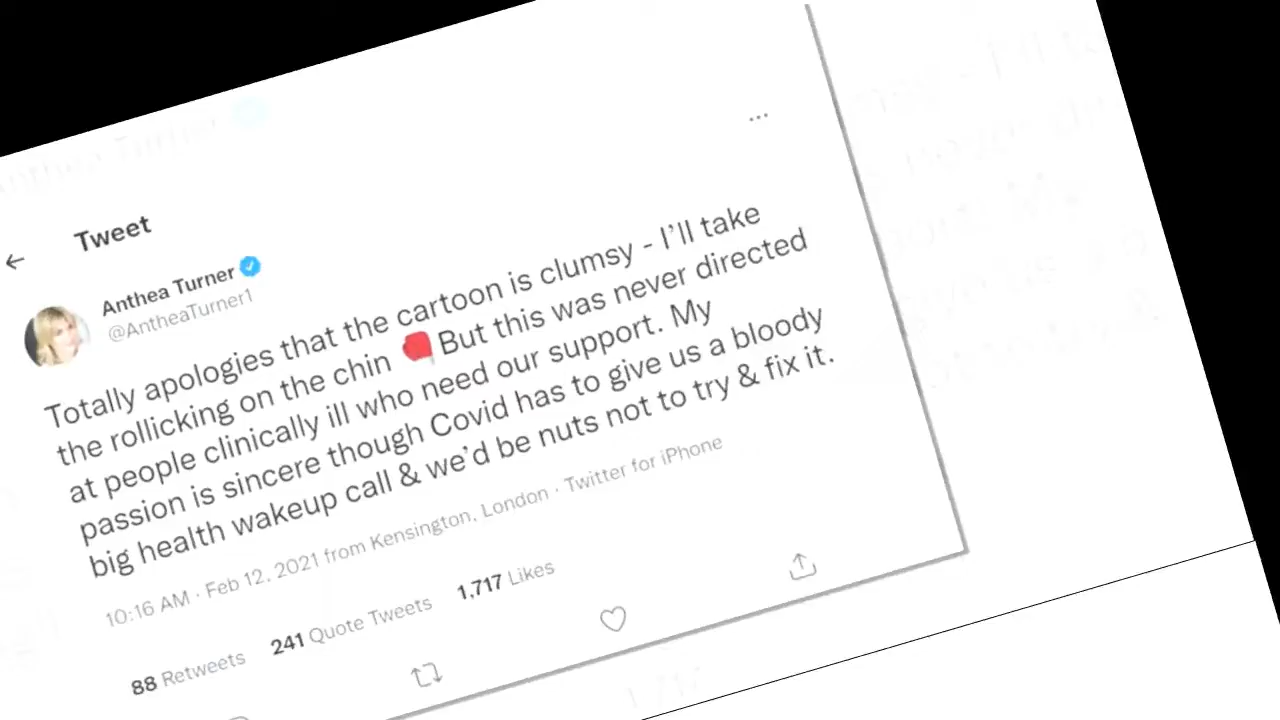 Tweet
Anthea Turner
@AntheaTurner1
Totally apologies that the cartoon is clumsy - I’ll take
the rollicking on the chin 🥊But this was never directed
at people clinically ill who need our support. My
passion is sincere though Covid has to give us a bloody
big health wakeup call & we’d be nuts not to try & fix it.
10:16 AM · Feb 12, 2021 from Kensington, London · Twitter for iPhone
88 Retweets 241 Quote Tweets 1,717 Likes